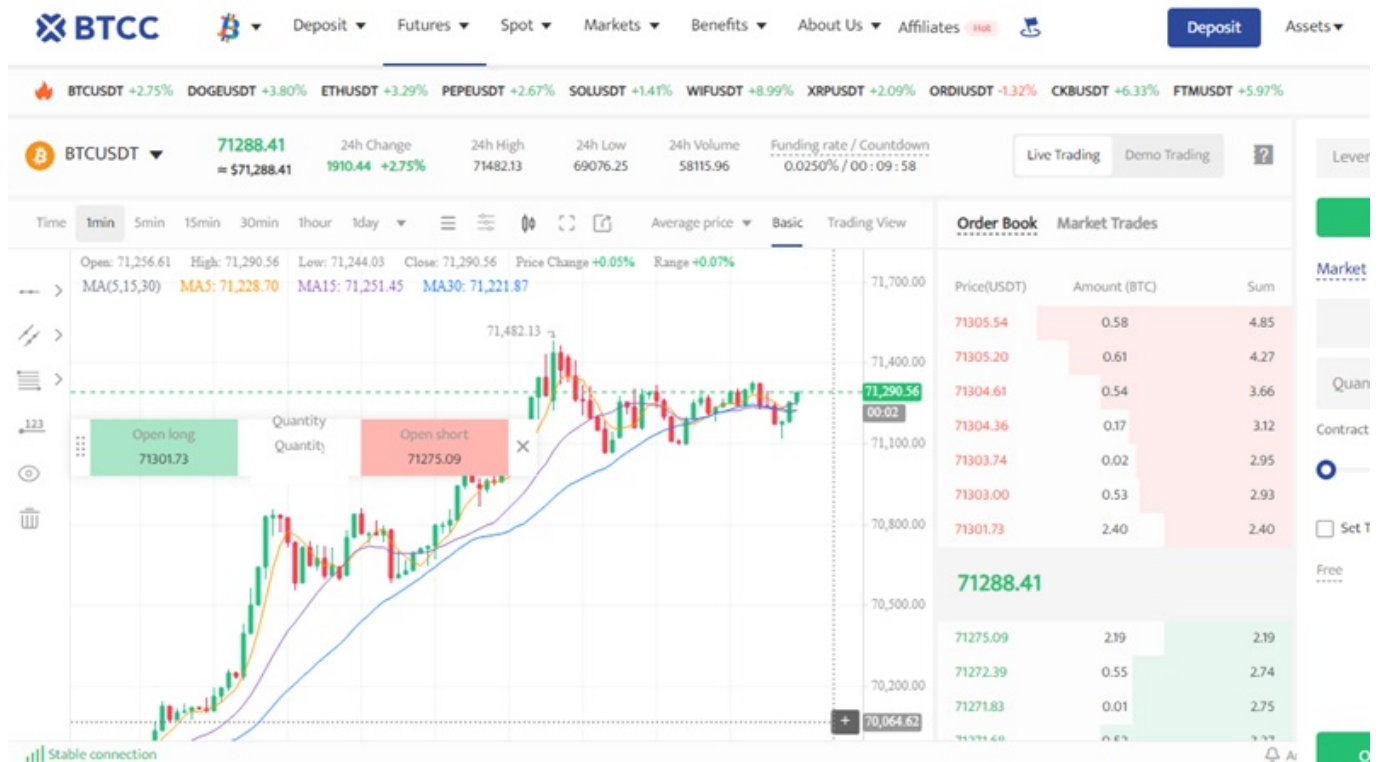 BTCC Deposit Futures Spot Markets Benefits About Us Affiliates Hot Deposit Assets
BTCUSDT +2.75% DOGEUSDT +3.80% ETHUSDT +3.29% PEPEUSDT +2.67% SOLUSDT +1.41% WIFUSDT +8.99% XRPUSDT +2.09% ORDIUSDT -1.32% CKBUSDT +6.33% FTMUSDT +5.97%
BTCUSDT
71288.41
≈ $71,288.41
24h Change
1910.44 +2.75%
24h High
71482.13
24h Low
69076.25
24h Volume
58115.96
Funding rate / Countdown
0.0250% / 00 : 09 : 58
Live Trading Demo Trading ?
Time 1min 5min 15min 30min 1hour 1day Average price Basic Trading View
Open: 71,256.61 High: 71,290.56 Low: 71,244.03 Close: 71,290.56 Price Change +0.05% Range +0.07%
MA(5,15,30) MA5: 71,228.70 MA15: 71,251.45 MA30: 71,221.87
123
71,482.13
Open long
71301.73
Quantity
Quantity
Open short
71275.09
71,700.00
71,400.00
71,290.56
00:02
71,100.00
70,800.00
70,500.00
70,200.00
+ 70,064.62
Order Book Market Trades
Price(USDT) Amount (BTC) Sum
71305.54 0.58 4.85
71305.20 0.61 4.27
71304.61 0.54 3.66
71304.36 0.17 3.12
71303.74 0.02 2.95
71303.00 0.53 2.93
71301.73 2.40 2.40
71288.41
71275.09 2.19 2.19
71272.39 0.55 2.74
71271.83 0.01 2.75
71271.68 0.52 3.27
Lever
Market
Quan
Contract
Set T
Free
Stable connection